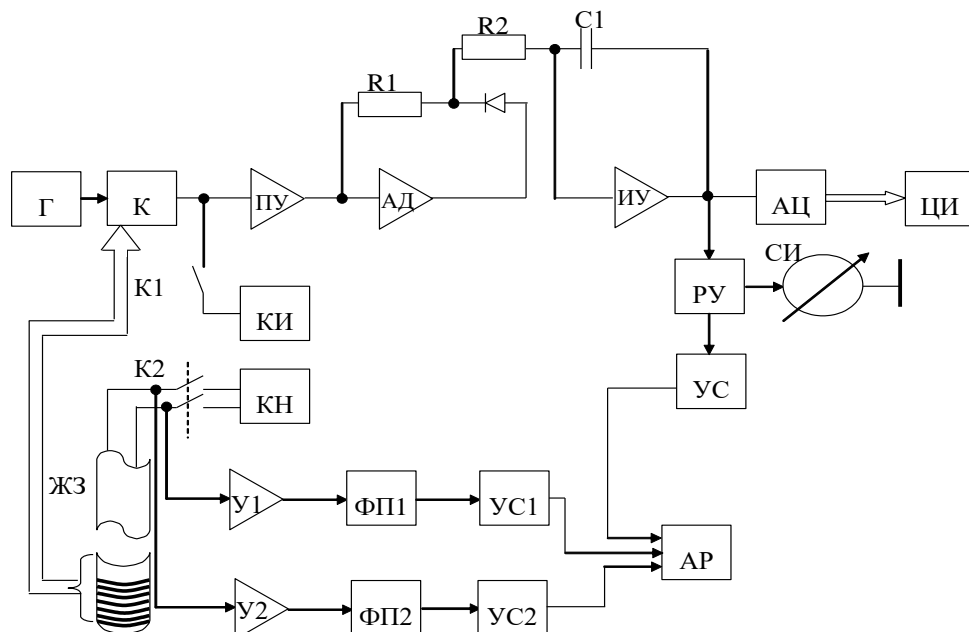 R2
C1
R1
Г
К
ПУ
АД
ИУ
АЦ
ЦИ
К1
КИ
РУ
СИ
К2
КН
УС
ЖЗ
У1
ФП1
УС1
АР
У2
ФП2
УС2